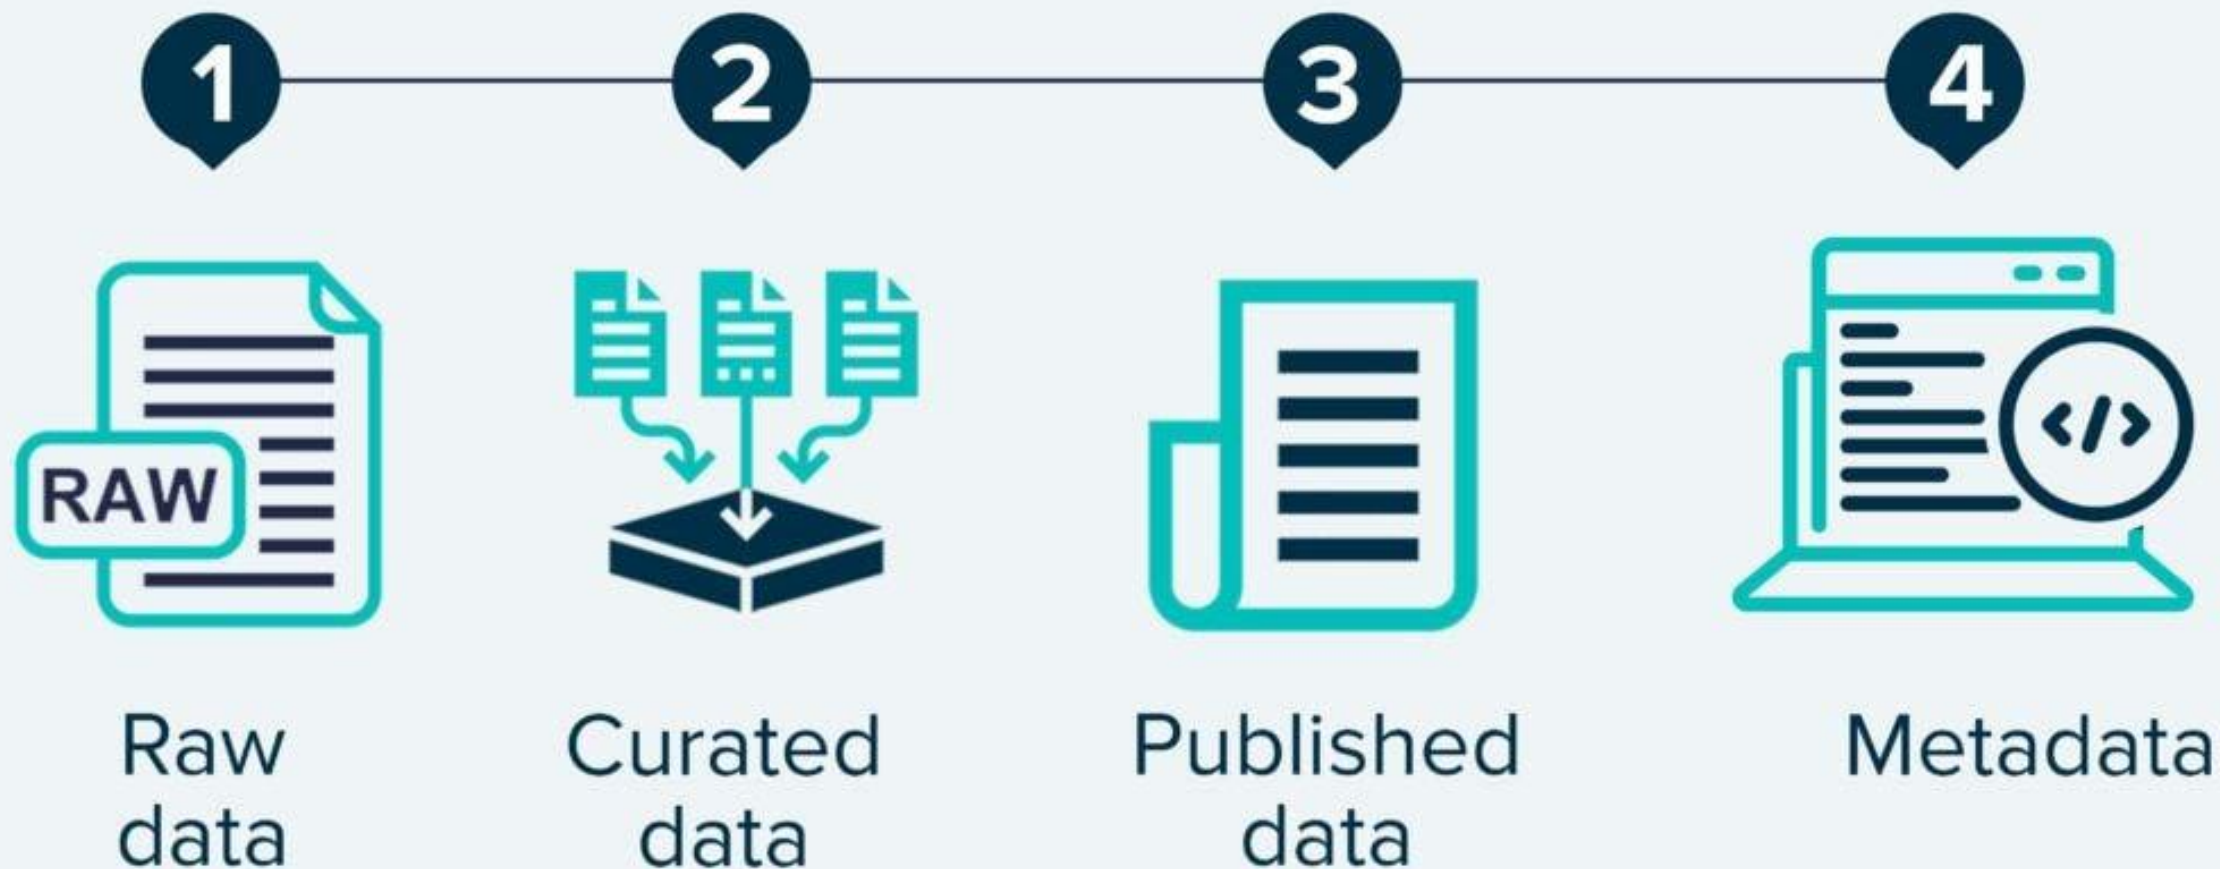 1
2
3
4
RAW
</>
Raw
data
Curated
data
Published
data
Metadata